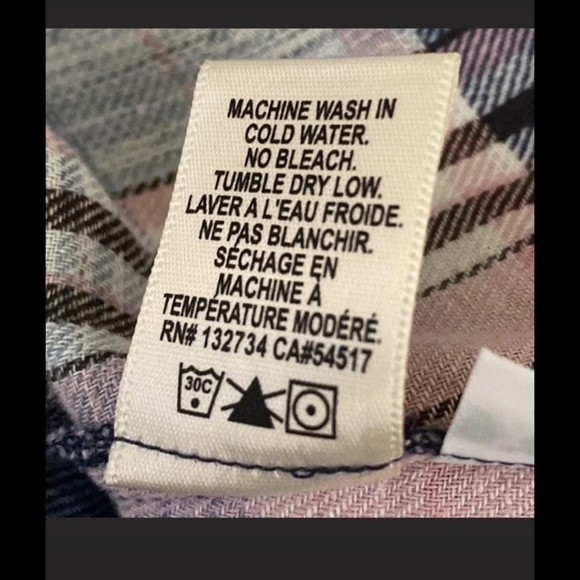 MACHINE WASH IN
COLD WATER.
NO BLEACH.
TUMBLE DRY LOW.
LAVER A L'EAU FROIDE.
NE PAS BLANCHIR.
SÉCHAGE EN
MACHINE À
TEMPÉRATURE MODÉRÉ.
RN# 132734 CA#54517
30C